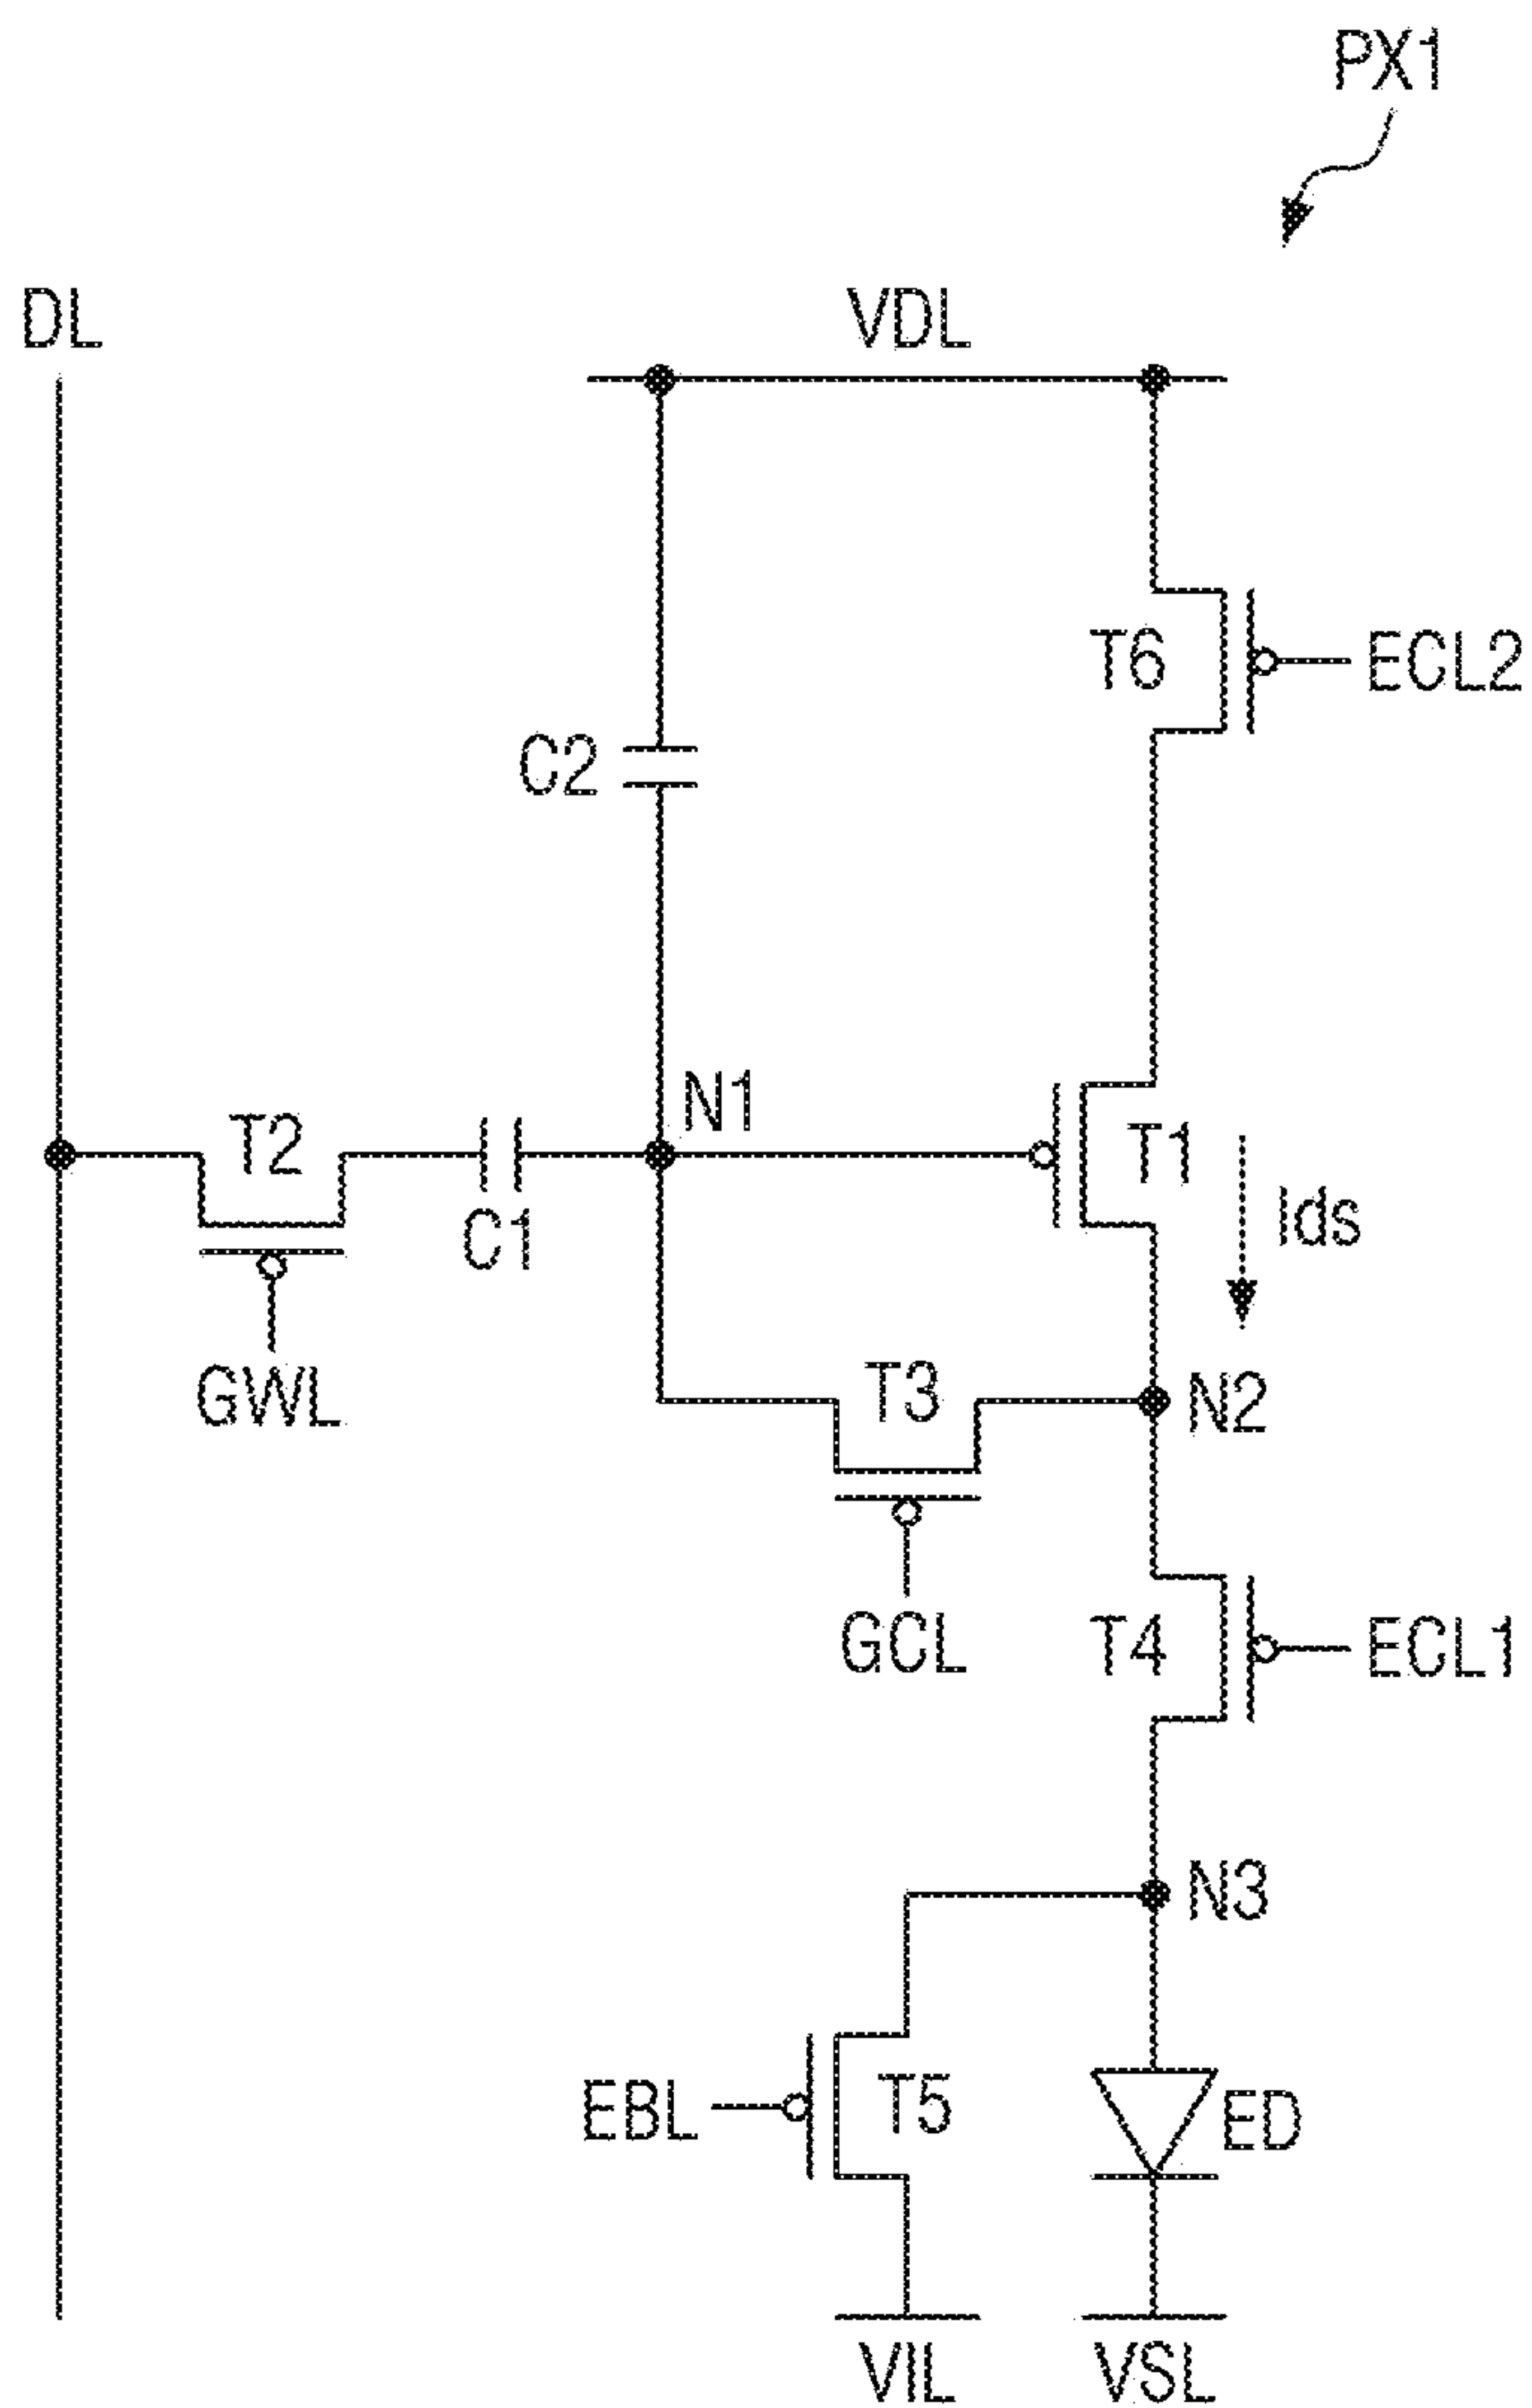 PX1
DL
VDL
T6
ECL2
C2
N1
T2
T1
C1
Ids
GWL
T3
N2
GCL
T4
ECL1
N3
EBL
T5
ED
VIL
VSL